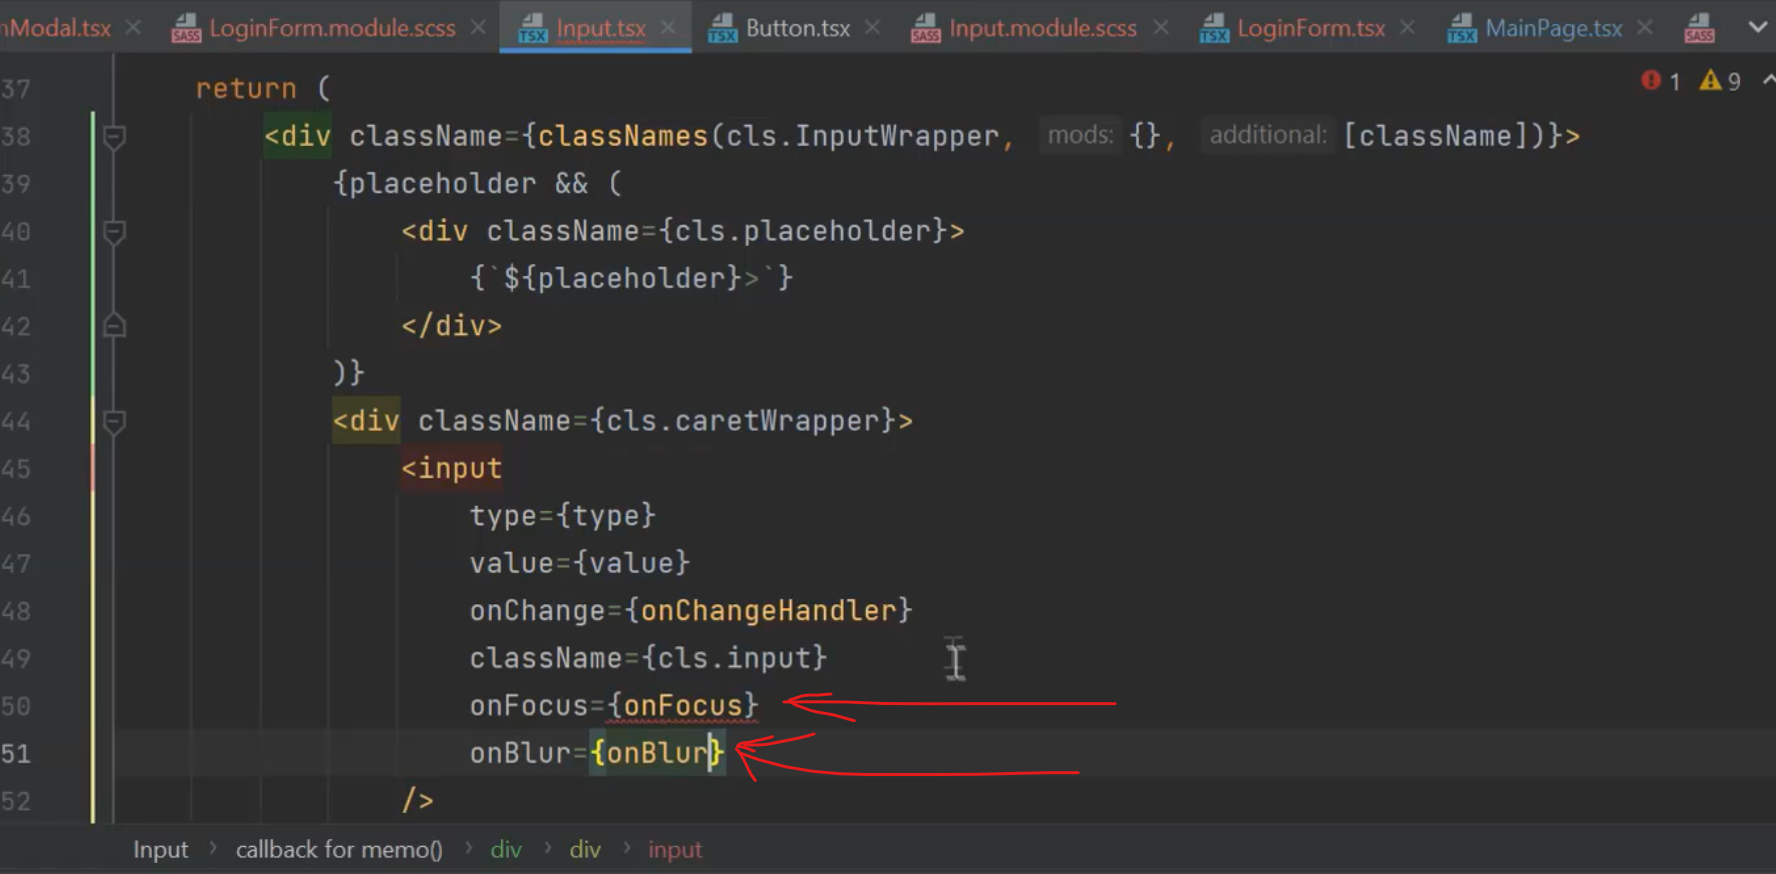 nModal.tsx LoginForm.module.scss Input.tsx Button.tsx Input.module.scss LoginForm.tsx MainPage.tsx
1 9
37 return (
38 <div className={classNames(cls.InputWrapper, mods: {}, additional: [className])}>
39 {placeholder && (
40 <div className={cls.placeholder}>
41 {`${placeholder}>`}
42 </div>
43 )}
44 <div className={cls.caretWrapper}>
45 <input
46 type={type}
47 value={value}
48 onChange={onChangeHandler}
49 className={cls.input}
50 onFocus={onFocus}
51 onBlur={onBlur}
52 />
Input › callback for memo() › div › div › input